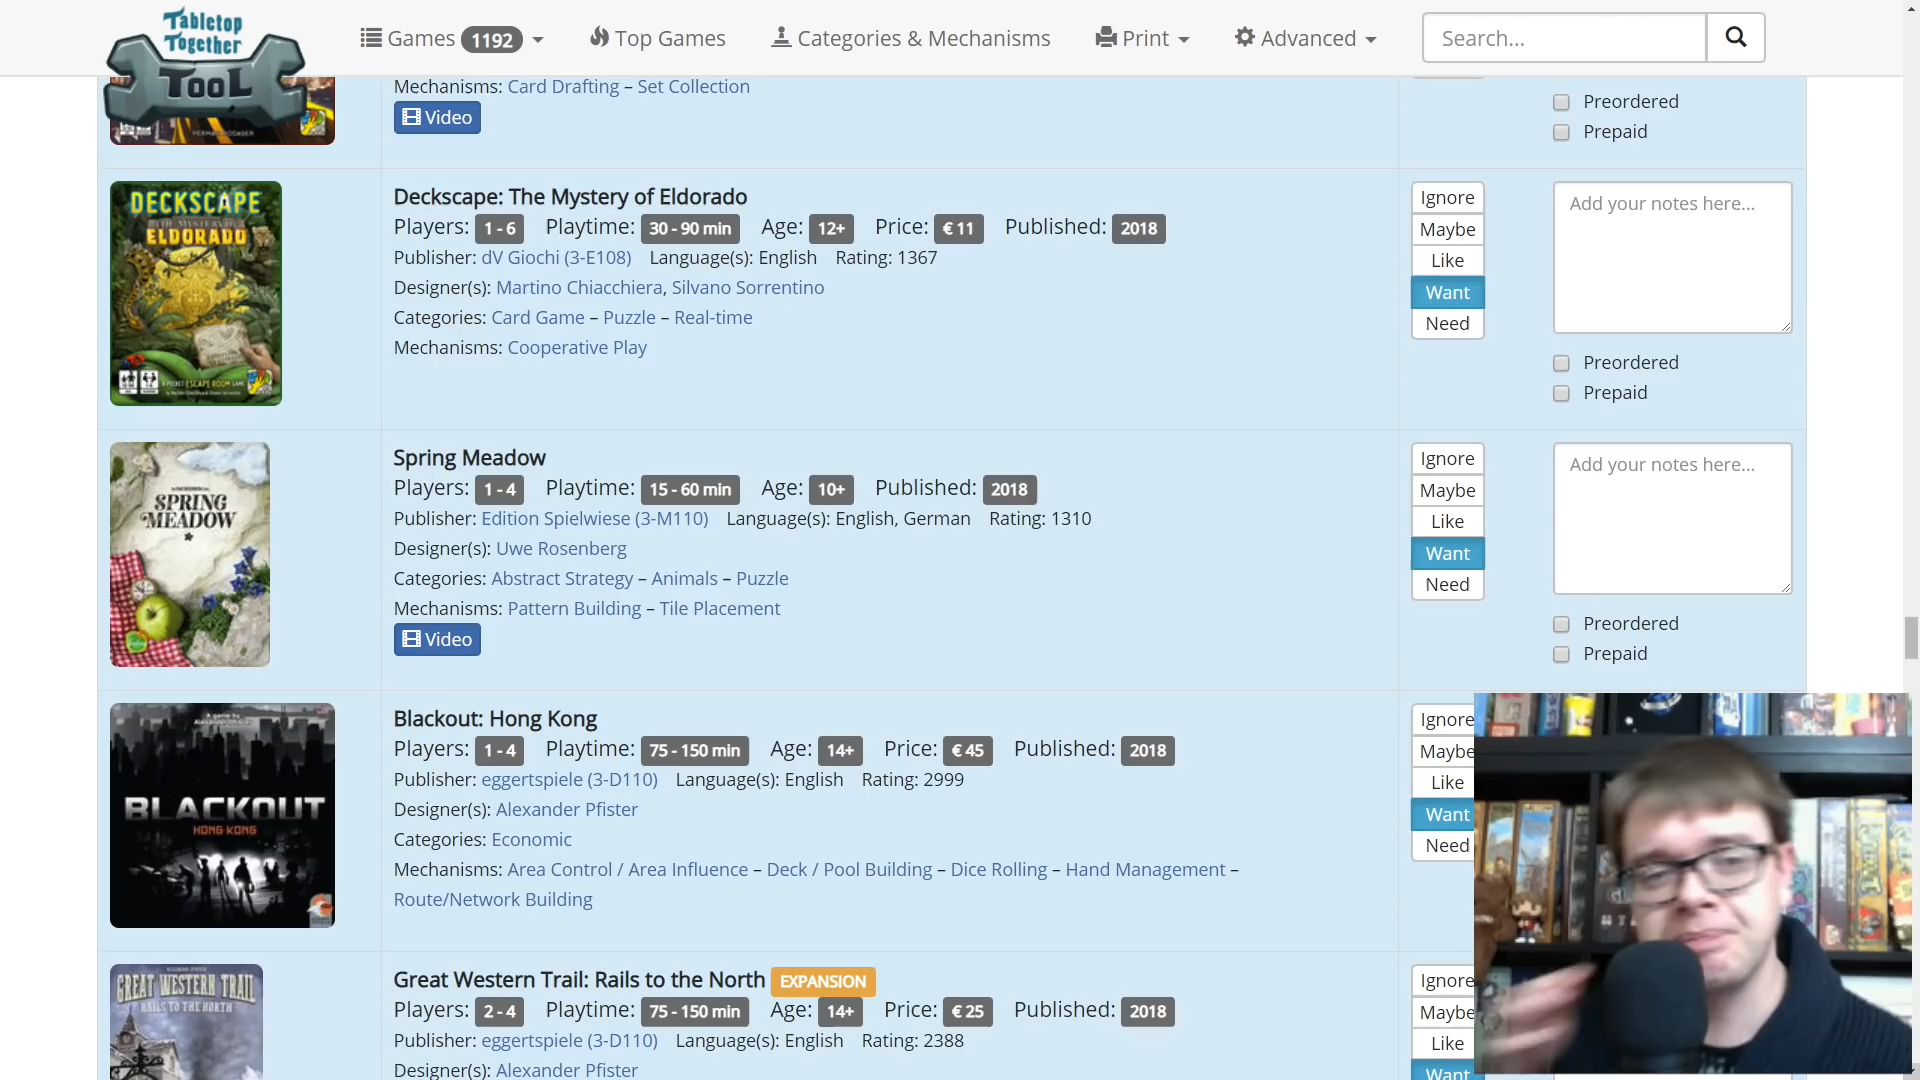 Tabletop
Together
TOOL
Games 1192
Top Games
Categories & Mechanisms
Print
Advanced
Search...
Mechanisms: Card Drafting – Set Collection
Video
Preordered
Prepaid
DECKSCAPE
THE MYSTERY OF
ELDORADO
A POCKET ESCAPE ROOM GAME
Deckscape: The Mystery of Eldorado
Players: 1 - 6 Playtime: 30 - 90 min Age: 12+ Price: € 11 Published: 2018
Publisher: dV Giochi (3-E108) Language(s): English Rating: 1367
Designer(s): Martino Chiacchiera, Silvano Sorrentino
Categories: Card Game – Puzzle – Real-time
Mechanisms: Cooperative Play
Ignore
Maybe
Like
Want
Need
Add your notes here...
Preordered
Prepaid
SPRING
MEADOW
Spring Meadow
Players: 1 - 4 Playtime: 15 - 60 min Age: 10+ Published: 2018
Publisher: Edition Spielwiese (3-M110) Language(s): English, German Rating: 1310
Designer(s): Uwe Rosenberg
Categories: Abstract Strategy – Animals – Puzzle
Mechanisms: Pattern Building – Tile Placement
Video
Ignore
Maybe
Like
Want
Need
Add your notes here...
Preordered
Prepaid
BLACKOUT
HONG KONG
Blackout: Hong Kong
Players: 1 - 4 Playtime: 75 - 150 min Age: 14+ Price: € 45 Published: 2018
Publisher: eggertspiele (3-D110) Language(s): English Rating: 2999
Designer(s): Alexander Pfister
Categories: Economic
Mechanisms: Area Control / Area Influence – Deck / Pool Building – Dice Rolling – Hand Management –
Route/Network Building
Ignore
Maybe
Like
Want
Need
GREAT WESTERN TRAIL
RAILS TO THE NORTH
Great Western Trail: Rails to the North EXPANSION
Players: 2 - 4 Playtime: 75 - 150 min Age: 14+ Price: € 25 Published: 2018
Publisher: eggertspiele (3-D110) Language(s): English Rating: 2388
Designer(s): Alexander Pfister
Ignore
Maybe
Like
Want